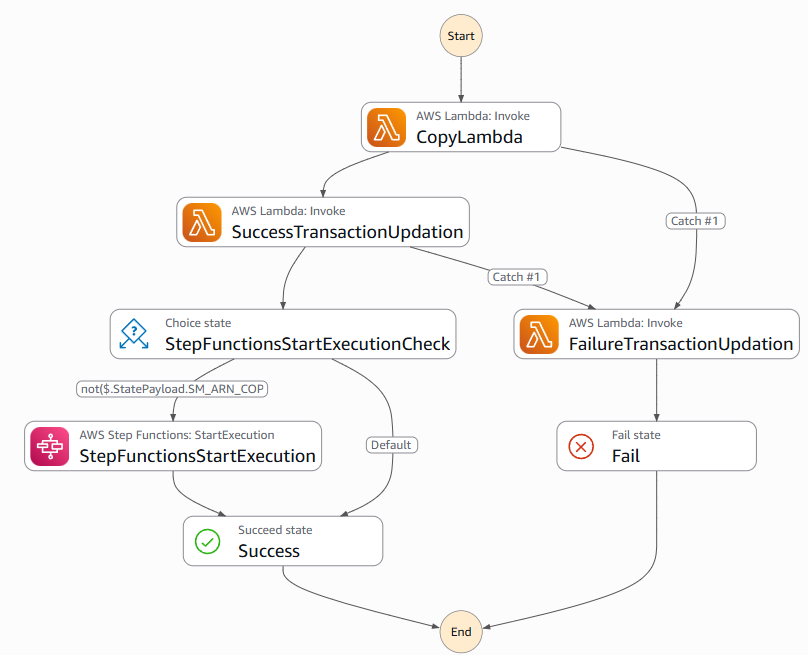 Start
AWS Lambda: Invoke
CopyLambda
AWS Lambda: Invoke
SuccessTransactionUpdation
Catch #1
Catch #1
Choice state
StepFunctionsStartExecutionCheck
AWS Lambda: Invoke
FailureTransactionUpdation
not($.StatePayload.SM_ARN_COP
Default
AWS Step Functions: StartExecution
StepFunctionsStartExecution
Fail state
Fail
Succeed state
Success
End